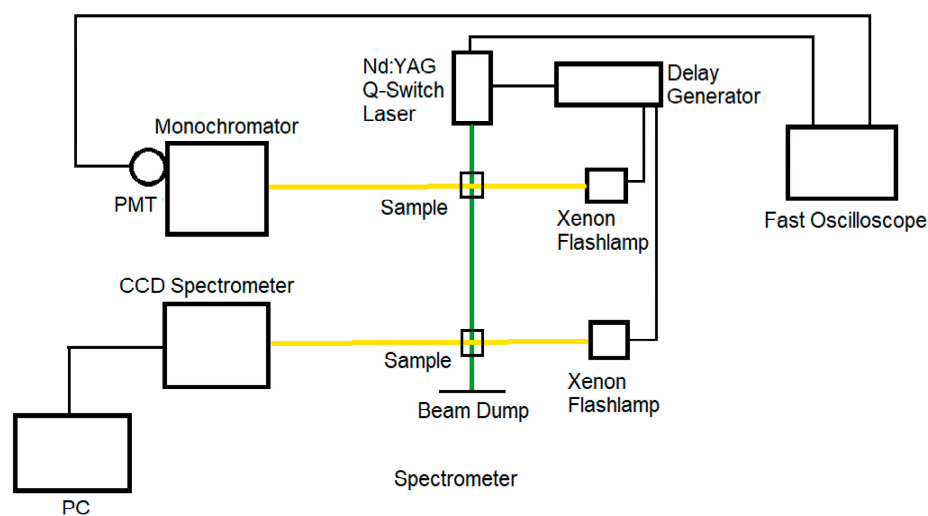 Nd:YAG
Q-Switch
Laser
Delay
Generator
Monochromator
PMT
Sample
Xenon
Flashlamp
Fast Oscilloscope
CCD Spectrometer
Sample
Xenon
Flashlamp
Beam Dump
Spectrometer
PC